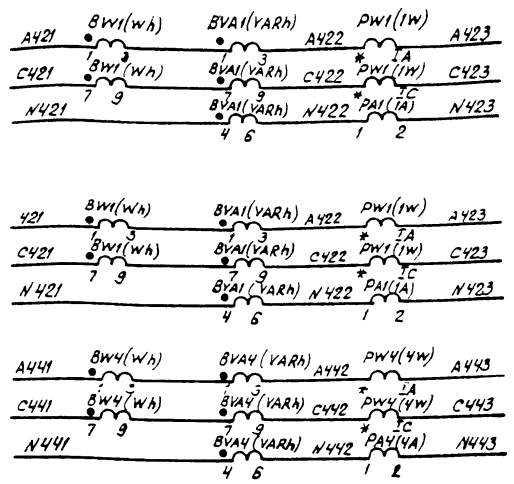 BW1(Wh) BVA1(VARh) PW1(1W)
A421 A422 A423
1 3 1 3 * IA
BW1(Wh) BVA1(VARh) PW1(1W)
C421 C422 C423
7 9 7 9 * IC
BVA1(VARh) PA1(1A)
N421 N422 N423
4 6 1 2
BW1(Wh) BVA1(VARh) PW1(1W)
421 A422 A423
1 3 1 3 * IA
BW1(Wh) BVA1(VARh) PW1(1W)
C421 C422 C423
7 9 7 9 * IC
BVA1(VARh) PA1(1A)
N421 N422 N423
4 6 1 2
BW4(Wh) BVA4(VARh) PW4(4W)
A441 A442 A443
3 * IA
BW4(Wh) BVA4(VARh) PW4(4W)
C441 C442 C443
7 9 7 9 * IC
BVA4(VARh) PA4(4A)
N441 N442 N443
4 6 1 2